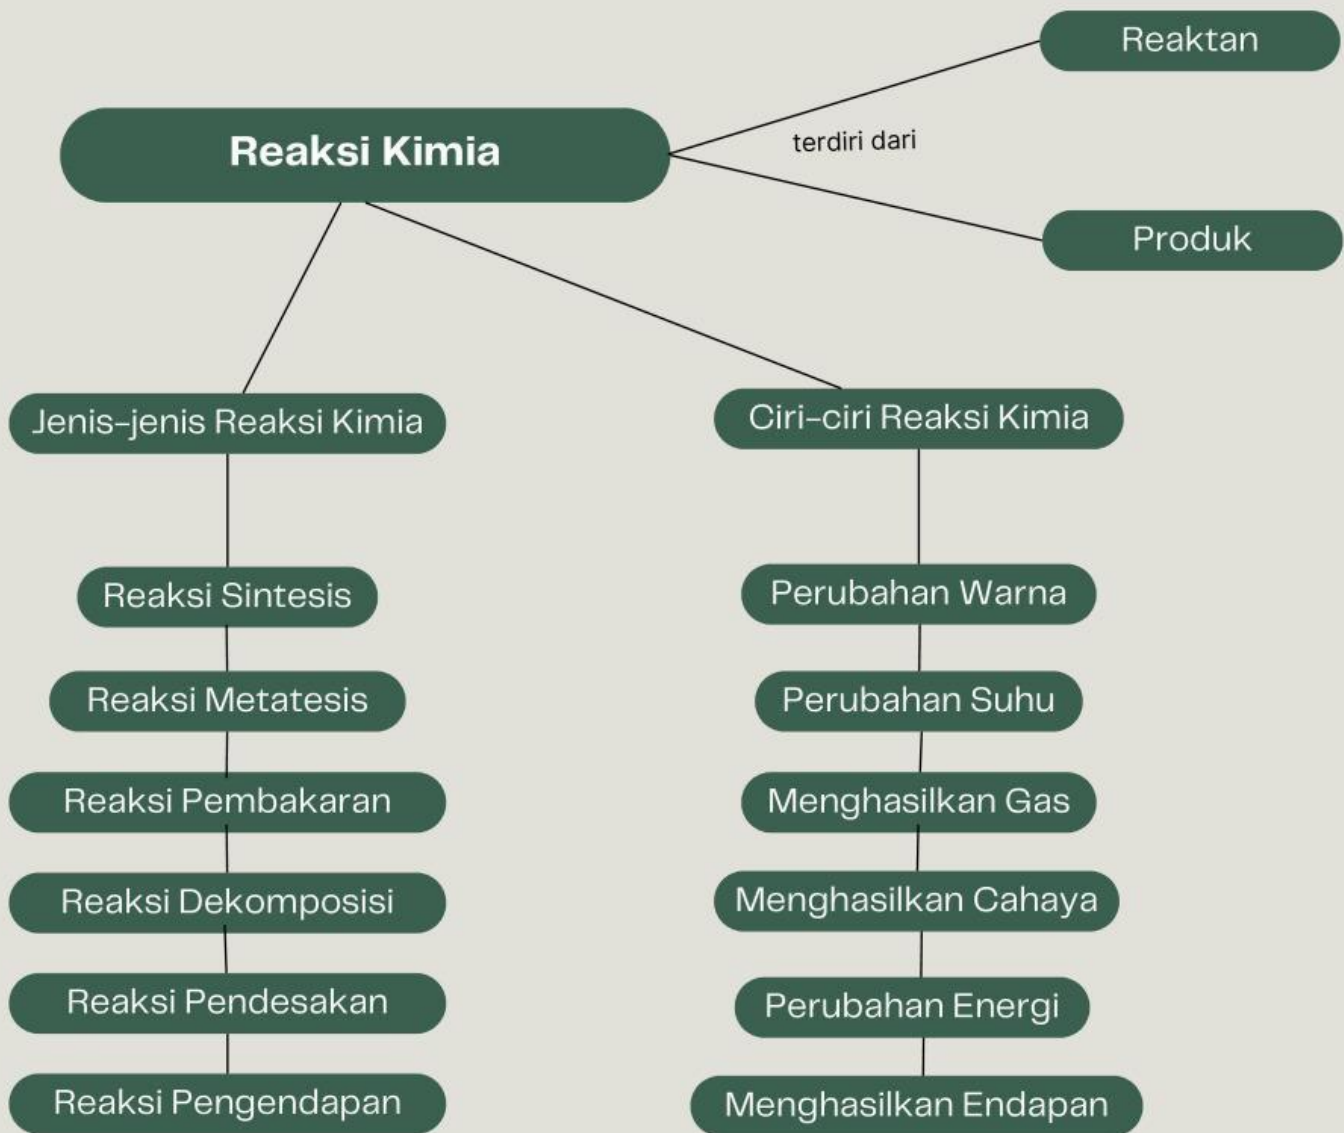 Reaktan
Reaksi Kimia
terdiri dari
Produk
Jenis-jenis Reaksi Kimia
Reaksi Sintesis
Reaksi Metatesis
Reaksi Pembakaran
Reaksi Dekomposisi
Reaksi Pendesakan
Reaksi Pengendapan
Ciri-ciri Reaksi Kimia
Perubahan Warna
Perubahan Suhu
Menghasilkan Gas
Menghasilkan Cahaya
Perubahan Energi
Menghasilkan Endapan